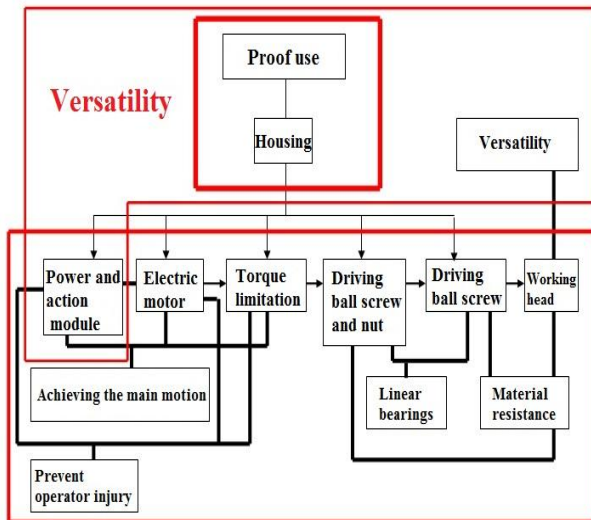 Proof use
Versatility
Housing
Versatility
Power and
action
module
Electric
motor
Torque
limitation
Driving
ball screw
and nut
Driving
ball screw
Working
head
Achieving the main motion
Linear
bearings
Material
resistance
Prevent
operator injury